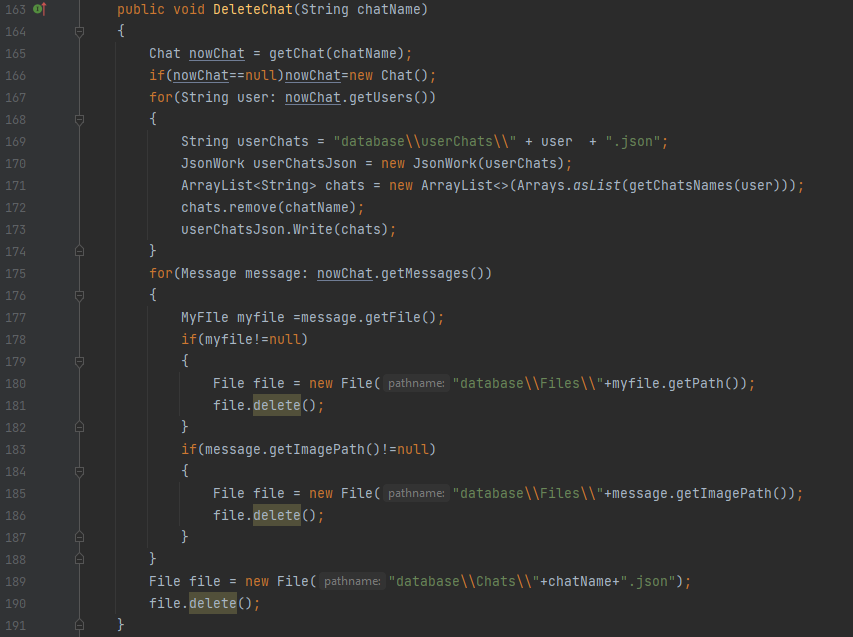 163 public void DeleteChat(String chatName)
164 {
165 Chat nowChat = getChat(chatName);
166 if(nowChat==null)nowChat=new Chat();
167 for(String user: nowChat.getUsers())
168 {
169 String userChats = "database\\userChats\\" + user  + ".json";
170 JsonWork userChatsJson = new JsonWork(userChats);
171 ArrayList<String> chats = new ArrayList<>(Arrays.asList(getChatsNames(user)));
172 chats.remove(chatName);
173 userChatsJson.Write(chats);
174 }
175 for(Message message: nowChat.getMessages())
176 {
177 MyFIle myfile =message.getFile();
178 if(myfile!=null)
179 {
180 File file = new File( pathname: "database\\Files\\"+myfile.getPath());
181 file.delete();
182 }
183 if(message.getImagePath()!=null)
184 {
185 File file = new File( pathname: "database\\Files\\"+message.getImagePath());
186 file.delete();
187 }
188 }
189 File file = new File( pathname: "database\\Chats\\"+chatName+".json");
190 file.delete();
191 }